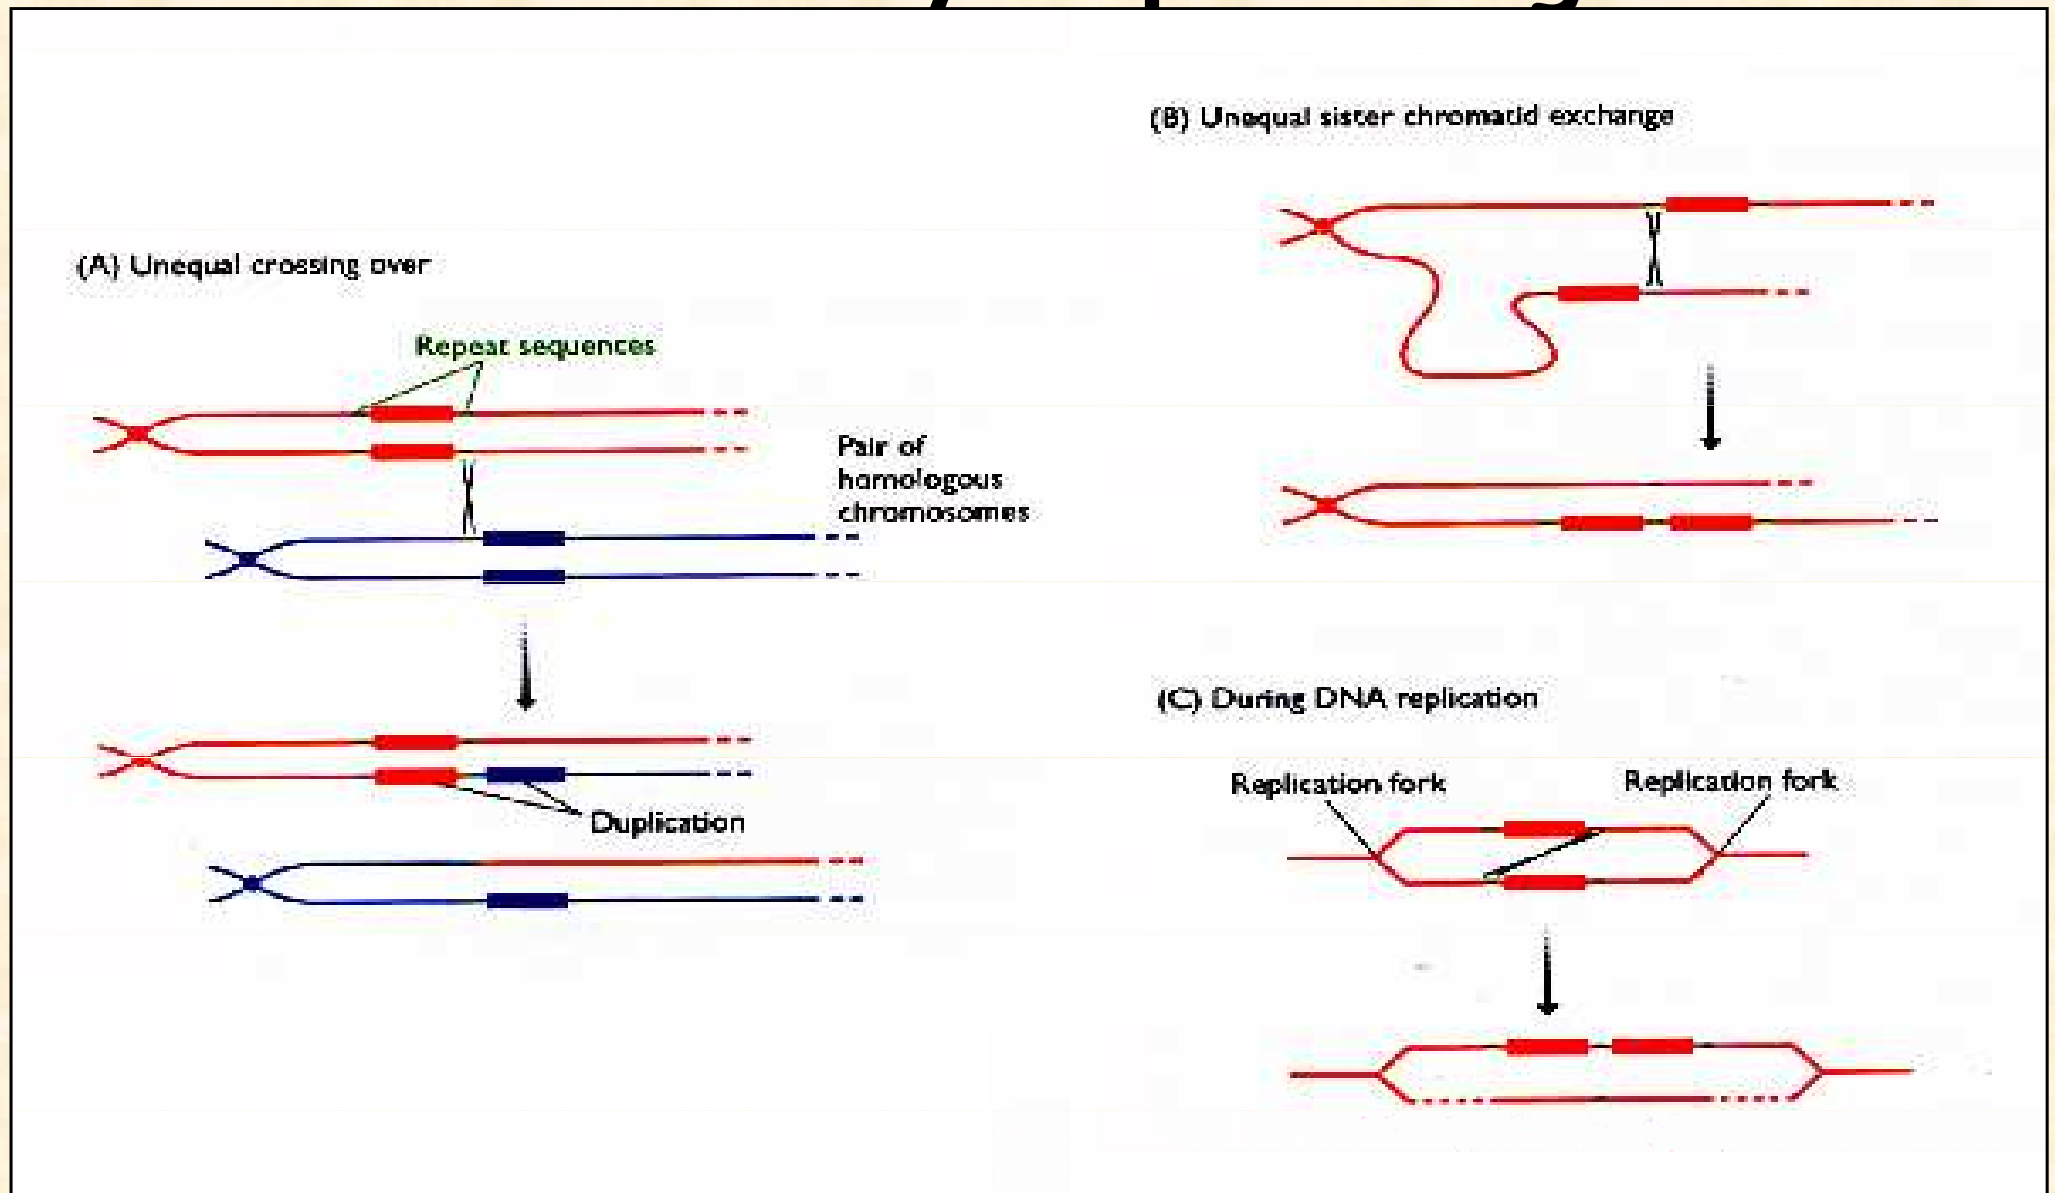 (A) Unequal crossing over
Repeat sequences
Pair of
homologous
chromosomes
Duplication
(B) Unequal sister chromatid exchange
(C) During DNA replication
Replication fork
Replication fork